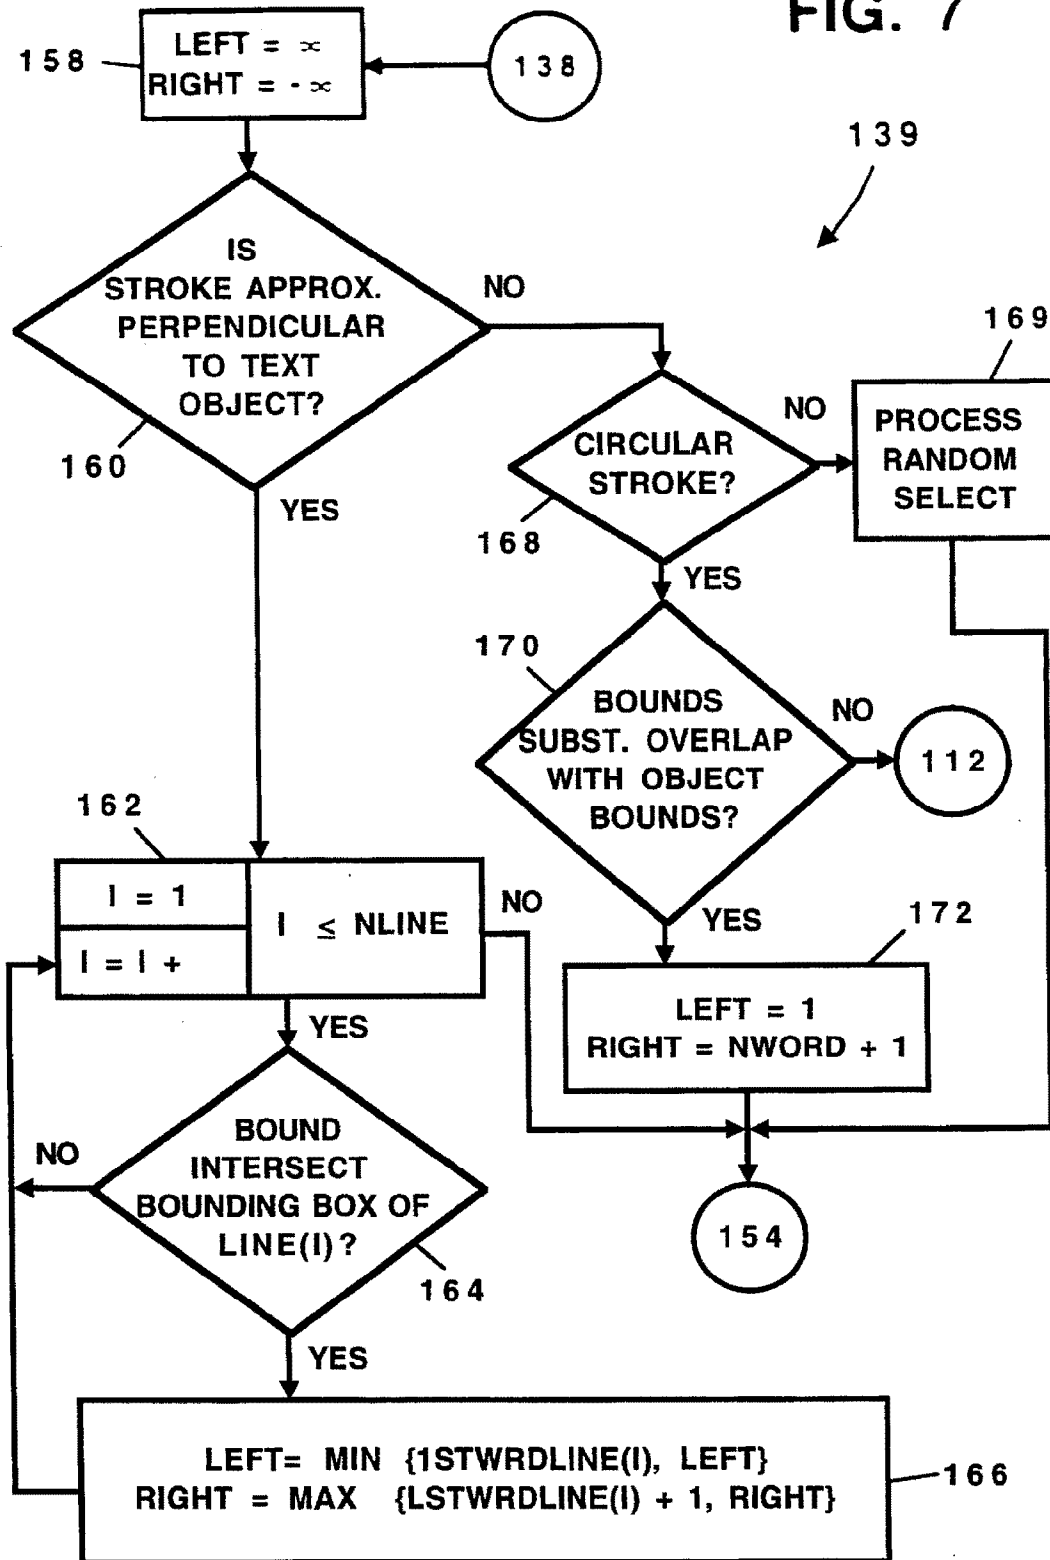 FIG. 7
158
LEFT = ∝
RIGHT = - ∝
138
139
IS
STROKE APPROX.
PERPENDICULAR
TO TEXT
OBJECT?
160
NO
YES
CIRCULAR
STROKE?
168
NO
YES
169
PROCESS
RANDOM
SELECT
170
BOUNDS
SUBST. OVERLAP
WITH OBJECT
BOUNDS?
NO
112
YES
162
I = 1
I = I +
I ≤ NLINE
NO
YES
172
LEFT = 1
RIGHT = NWORD + 1
154
BOUND
INTERSECT
BOUNDING BOX OF
LINE(I)?
NO
164
YES
LEFT= MIN {1STWRDLINE(I), LEFT}
RIGHT = MAX {LSTWRDLINE(I) + 1, RIGHT}
166